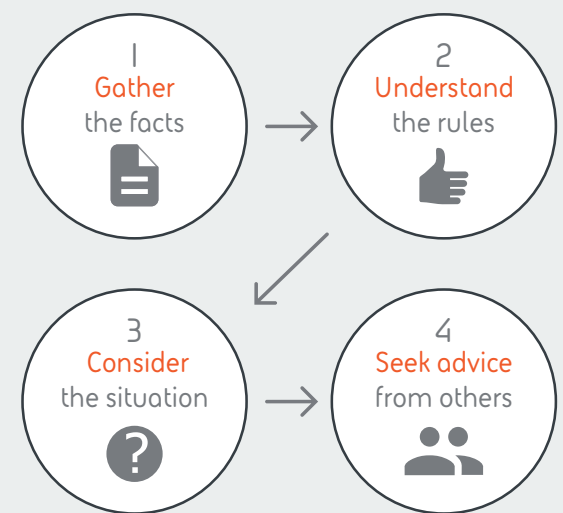 1
Gather
the facts
2
Understand
the rules
3
Consider
the situation
?
4
Seek advice
from others